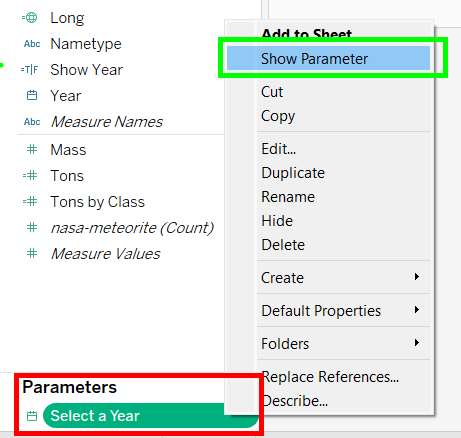 Long
Abc Nametype
=T|F Show Year
Year
Abc Measure Names
# Mass
=# Tons
=# Tons by Class
# nasa-meteorite (Count)
# Measure Values
Parameters
Select a Year
Add to Sheet
Show Parameter
Cut
Copy
Edit...
Duplicate
Rename
Hide
Delete
Create
Default Properties
Folders
Replace References...
Describe...